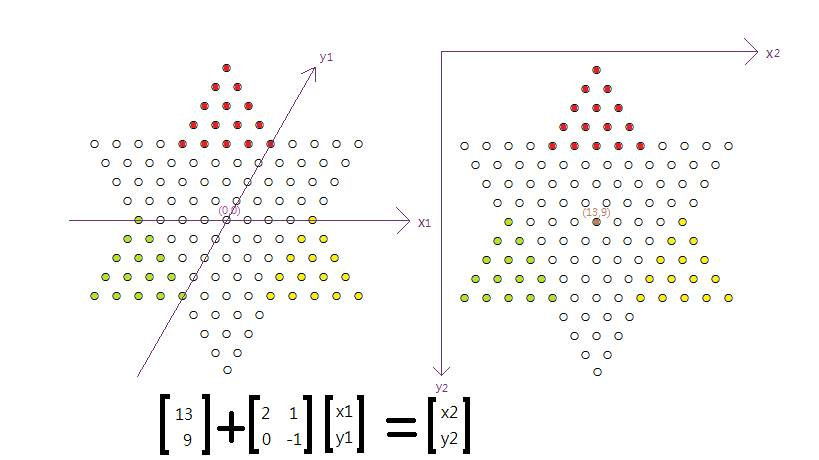 y1
x2
(0,0)
(13,9)
x1
y2
[13] + [2 1] [x1] = [x2]
[9] [0 -1] [y1] [y2]